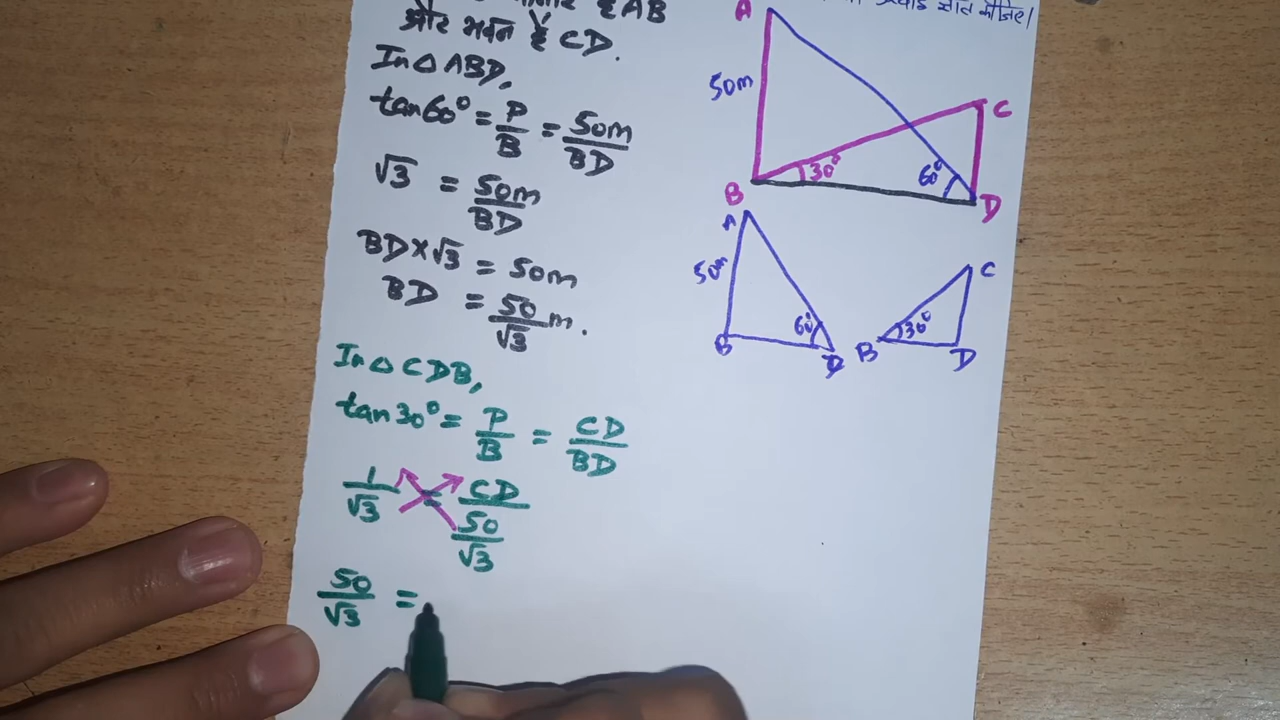 है AB
और भवन है CD.
In △ ABD,
tan60° = P/B = 50m/BD
√3 = 50m/BD
BD×√3 = 50m
BD = 50/√3 m.
In △ CDB,
tan30° = P/B = CD/BD
1/√3 = CD/(50/√3)
50/√3 =
ज्ञात कीजिए।
A
50m
C
30°
60°
B
D
A
50m
60°
B
D
C
30°
B
D